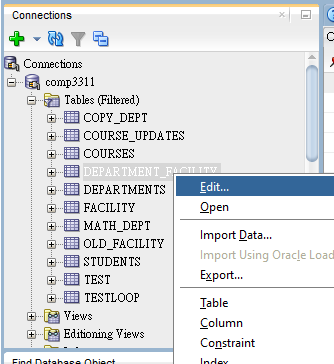 Connections
Connections
comp3311
Tables (Filtered)
COPY_DEPT
COURSE_UPDATES
COURSES
DEPARTMENT_FACILITY
DEPARTMENTS
FACILITY
MATH_DEPT
OLD_FACILITY
STUDENTS
TEST
TESTLOOP
Views
Editioning Views
Find Database Object
Edit...
Open
Import Data...
Import Using Oracle Load
Export...
Table
Column
Constraint
Index